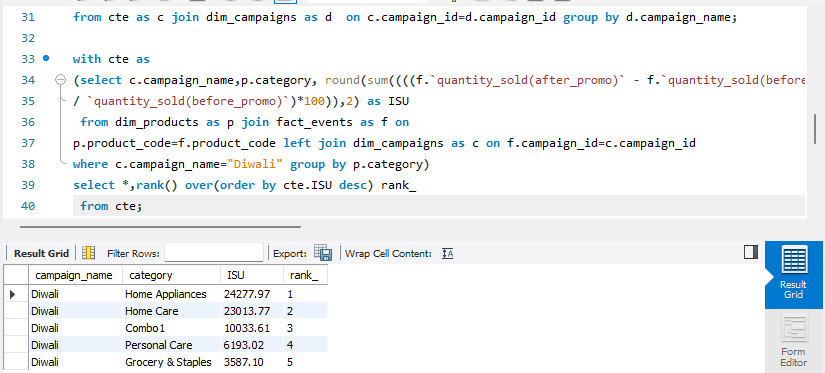 31 from cte as c join dim_campaigns as d  on c.campaign_id=d.campaign_id group by d.campaign_name;
32
33 with cte as
34 (select c.campaign_name,p.category, round(sum((((f.`quantity_sold(after_promo)` - f.`quantity_sold(before
35 / `quantity_sold(before_promo)`)*100)),2) as ISU
36 from dim_products as p join fact_events as f on
37 p.product_code=f.product_code left join dim_campaigns as c on f.campaign_id=c.campaign_id
38 where c.campaign_name="Diwali" group by p.category)
39 select *,rank() over(order by cte.ISU desc) rank_
40 from cte;
Result Grid Filter Rows: Export: Wrap Cell Content:
campaign_name category ISU rank_
Diwali Home Appliances 24277.97 1
Diwali Home Care 23013.77 2
Diwali Combo1 10033.61 3
Diwali Personal Care 6193.02 4
Diwali Grocery & Staples 3587.10 5
Result
Grid
Form
Editor